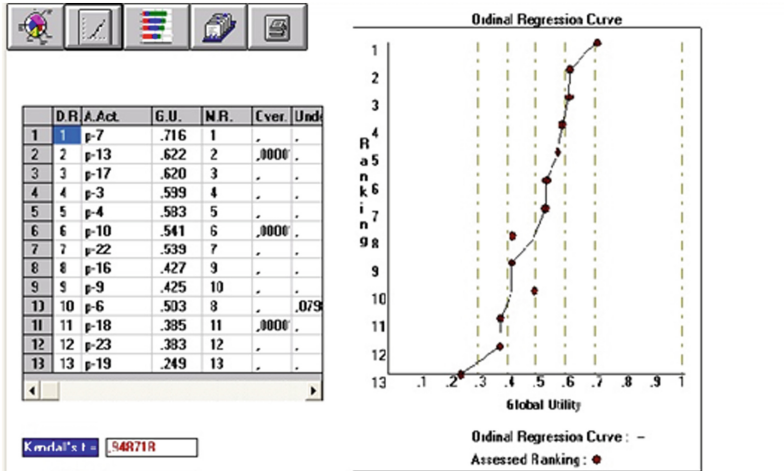 D.R. A.Act. G.U. N.R. Over. Unde
1 1 p-7 .716 1 , .
2 2 p-13 .622 2 ,0000' .
3 3 p-17 .620 3 , .
4 4 p-3 .599 4 , .
5 5 p-4 .583 5 , .
6 6 p-10 .541 6 ,0000' .
7 7 p-22 .539 7 , .
8 8 p-16 .427 9 , .
9 9 p-9 .425 10 , .
10 10 p-6 .503 8 . ,079
11 11 p-18 .385 11 ,0000' .
12 12 p-23 .383 12 , .
13 13 p-19 .249 13 , .
Kendall's t = .948718
Ordinal Regression Curve
Ranking
1
2
3
4
5
6
7
8
9
10
11
12
13
.1 .2 .3 .4 .5 .6 .7 .8 .9 1
Global Utility
Ordinal Regression Curve : –
Assessed Ranking :